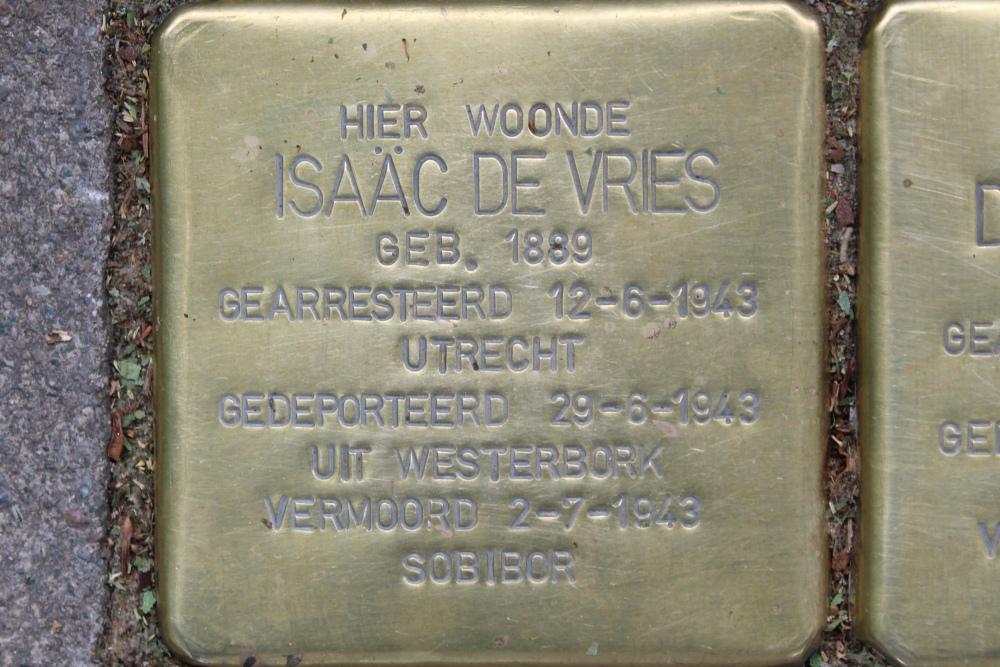 HIER WOONDE
ISAÄC DE VRIES
GEB. 1889
GEARRESTEERD 12-6-1943
UTRECHT
GEDEPORTEERD 29-6-1943
UIT WESTERBORK
VERMOORD 2-7-1943
SOBIBOR